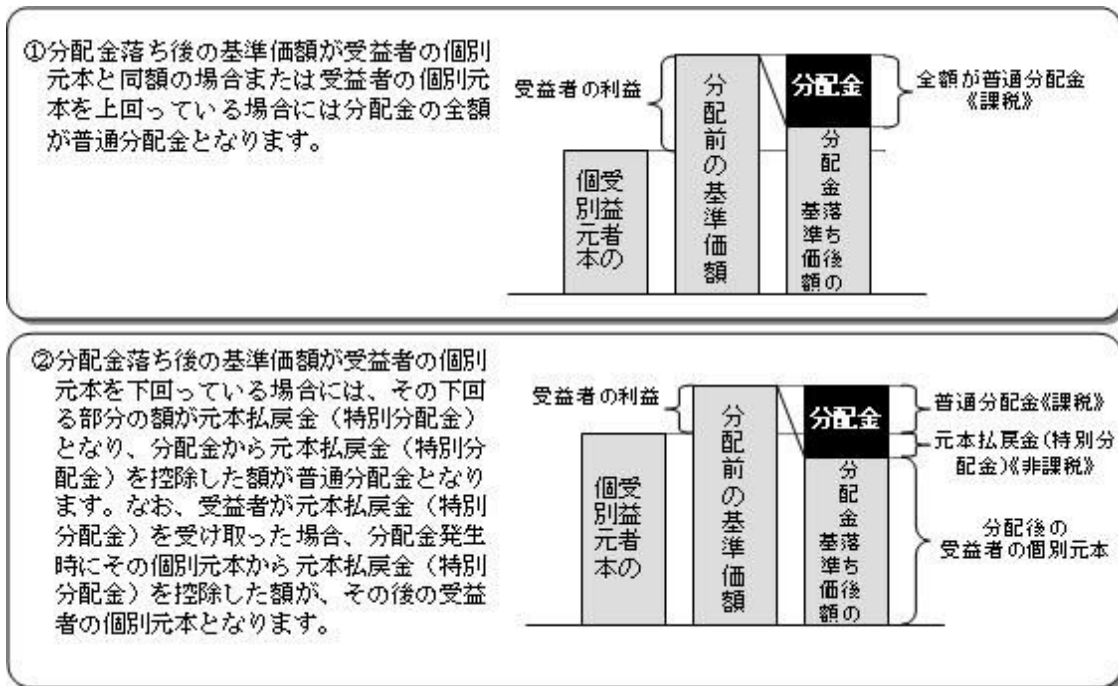 ①分配金落ち後の基準価額が受益者の個別
元本と同額の場合または受益者の個別元
本を上回っている場合には分配金の全額
が普通分配金となります。
受益者の利益
受益者の
個別元本
分配前の基準価額
分配金
分配金落ち後の
基準価額
全額が普通分配金
《課税》
②分配金落ち後の基準価額が受益者の個別
元本を下回っている場合には、その下回
る部分の額が元本払戻金（特別分配金）
となり、分配金から元本払戻金（特別分
配金）を控除した額が普通分配金となり
ます。なお、受益者が元本払戻金（特別
分配金）を受け取った場合、分配金発生
時にその個別元本から元本払戻金（特別
分配金）を控除した額が、その後の受益
者の個別元本となります。
受益者の利益
受益者の
個別元本
分配前の基準価額
分配金
分配金落ち後の
基準価額
普通分配金《課税》
元本払戻金(特別分
配金)《非課税》
分配後の
受益者の個別元本